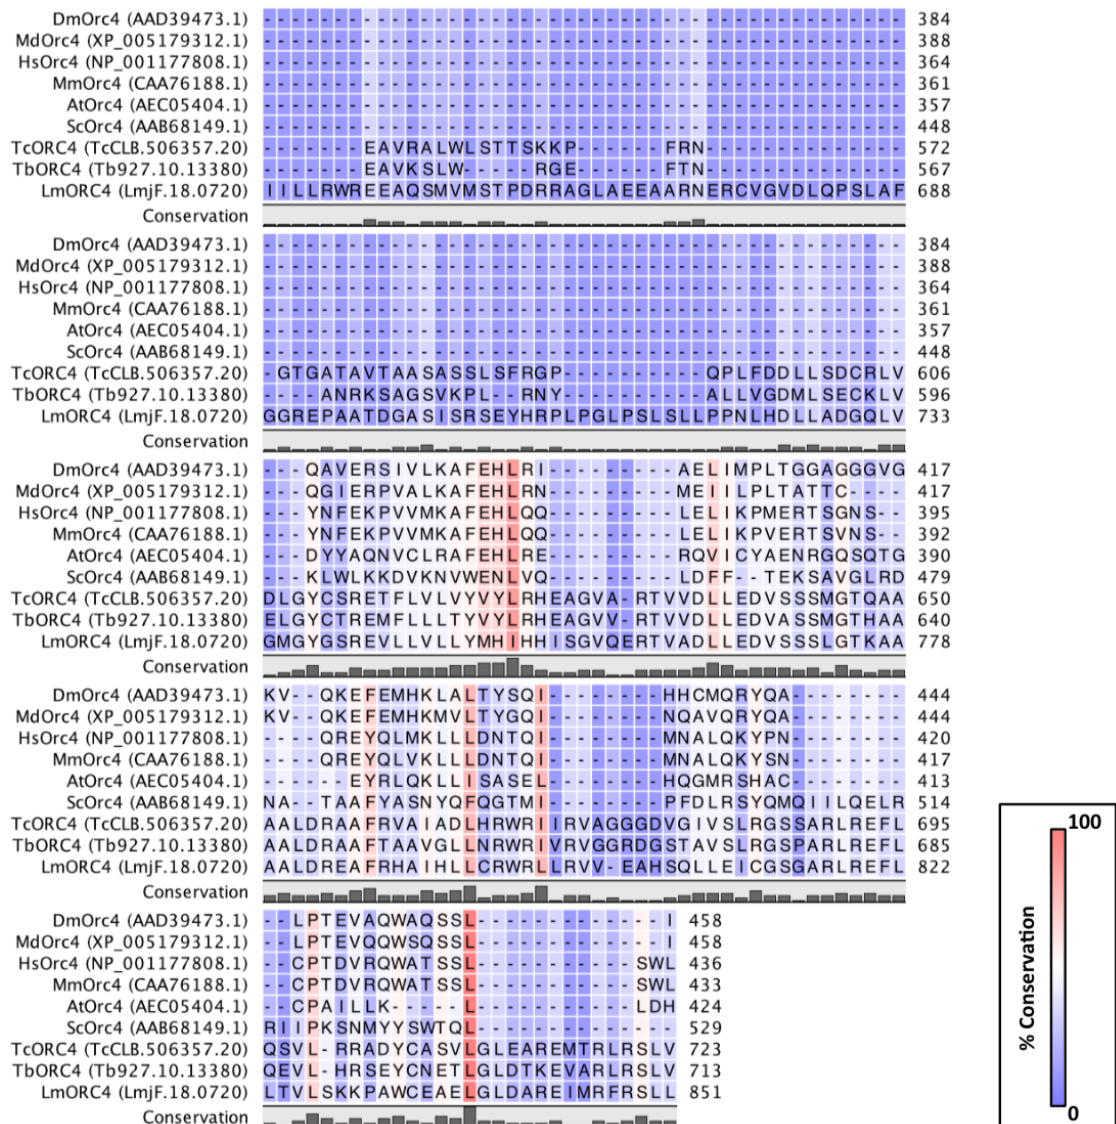 DmOrc4 (AAD39473.1) - - - - - - - - - - - - - - - - - - - - - - - - - - - - - - - - - - - - - - - - - - - - - 384
MdOrc4 (XP_005179312.1) - - - - - - - - - - - - - - - - - - - - - - - - - - - - - - - - - - - - - - - - - - - - - 388
HsOrc4 (NP_001177808.1) - - - - - - - - - - - - - - - - - - - - - - - - - - - - - - - - - - - - - - - - - - - - - 364
MmOrc4 (CAA76188.1) - - - - - - - - - - - - - - - - - - - - - - - - - - - - - - - - - - - - - - - - - - - - - 361
AtOrc4 (AEC05404.1) - - - - - - - - - - - - - - - - - - - - - - - - - - - - - - - - - - - - - - - - - - - - - 357
ScOrc4 (AAB68149.1) - - - - - - - - - - - - - - - - - - - - - - - - - - - - - - - - - - - - - - - - - - - - - 448
TcORC4 (TcCLB.506357.20) -------EAVRALWLSTTSKKP------FRN-------------- 572
TbORC4 (Tb927.10.13380) -------EAVKSLW-----RGE------FTN-------------- 567
LmORC4 (LmjF.18.0720) IILLRWREEAQSMVMSTPDRRAGLAEEAARNERCVGVDLQPSLAF 688
Conservation
DmOrc4 (AAD39473.1) --------------------------------------------- 384
MdOrc4 (XP_005179312.1) --------------------------------------------- 388
HsOrc4 (NP_001177808.1) --------------------------------------------- 364
MmOrc4 (CAA76188.1) --------------------------------------------- 361
AtOrc4 (AEC05404.1) --------------------------------------------- 357
ScOrc4 (AAB68149.1) --------------------------------------------- 448
TcORC4 (TcCLB.506357.20) -GTGATAVTAASASSLSFRGP----------QPLFDDLLSDCRLV 606
TbORC4 (Tb927.10.13380) ----ANRKSAGSVKPL--RNY----------ALLVGDMLSECKLV 596
LmORC4 (LmjF.18.0720) GGREPAATDGASISRSEYHRPLPGLPSLSLLPPNLHDLLADGQLV 733
Conservation
DmOrc4 (AAD39473.1) ---QAVERSIVLKAFEHLRI---------AELIMPLTGGAGGGVG 417
MdOrc4 (XP_005179312.1) ---QGIERPVALKAFEHLRN---------MEIILPLTATTC---- 417
HsOrc4 (NP_001177808.1) ---YNFEKPVVMKAFEHLQQ---------LELIKPMERTSGNS-- 395
MmOrc4 (CAA76188.1) ---YNFEKPVVMKAFEHLQQ---------LELIKPVERTSVNS-- 392
AtOrc4 (AEC05404.1) ---DYYAQNVCLRAFEHLRE---------RQVICYAENRGQSQTG 390
ScOrc4 (AAB68149.1) ---KLWLKKDVKNVWENLVQ---------LDFF--TEKSAVGLRD 479
TcORC4 (TcCLB.506357.20) DLGYCSRETFLVLVYVYLRHEAGVA-RTVVDLLEDVSSSMGTQAA 650
TbORC4 (Tb927.10.13380) ELGYCTREMFLLLTYVYLRHEAGVV-RTVVDLLEDVASSMGTHAA 640
LmORC4 (LmjF.18.0720) GMGYGSREVLLVLLYMHIHHISGVQERTVADLLEDVSSSLGTKAA 778
Conservation
DmOrc4 (AAD39473.1) KV--QKEFEMHKLALTYSQI--------HHCMQRYQA-------- 444
MdOrc4 (XP_005179312.1) KV--QKEFEMHKMVLTYGQI--------NQAVQRYQA-------- 444
HsOrc4 (NP_001177808.1) ----QREYQLMKLLLDNTQI--------MNALQKYPN-------- 420
MmOrc4 (CAA76188.1) ----QREYQLVKLLLDNTQI--------MNALQKYSN-------- 417
AtOrc4 (AEC05404.1) ------EYRLQKLLISASEL--------HQGMRSHAC-------- 413
ScOrc4 (AAB68149.1) NA--TAAFYASNYQFQGTMI--------PFDLRSYQMQIILQELR 514
TcORC4 (TcCLB.506357.20) AALDRAAFRVAIADLHRWRIIRVAGGGDVGIVSLRGSSARLREFL 695
TbORC4 (Tb927.10.13380) AALDRAAFTAAVGLLNRWRIVRVGGRDGSTAVSLRGSPARLREFL 685
LmORC4 (LmjF.18.0720) AALDREAFRHAIHLLCRWRLLRVV-EAHSQLLEICGSGARLREFL 822
Conservation
DmOrc4 (AAD39473.1) --LPTEVAQWAQSSL-------------I 458
MdOrc4 (XP_005179312.1) --LPTEVQQWSQSSL-------------I 458
HsOrc4 (NP_001177808.1) --CPTDVRQWATSSL-----------SWL 436
MmOrc4 (CAA76188.1) --CPTDVRQWATSSL-----------SWL 433
AtOrc4 (AEC05404.1) --CPAILLK-----L-----------LDH 424
ScOrc4 (AAB68149.1) RIIPKSNMYYSWTQL-------------- 529
TcORC4 (TcCLB.506357.20) QSVL-RRADYCASVLGLEAREMTRLRSLV 723
TbORC4 (Tb927.10.13380) QEVL-HRSEYCNETLGLDTKEVARLRSLV 713
LmORC4 (LmjF.18.0720) LTVLSKKPAWCEAELGLDAREIMRFRSLL 851
Conservation
100
% Conservation
0